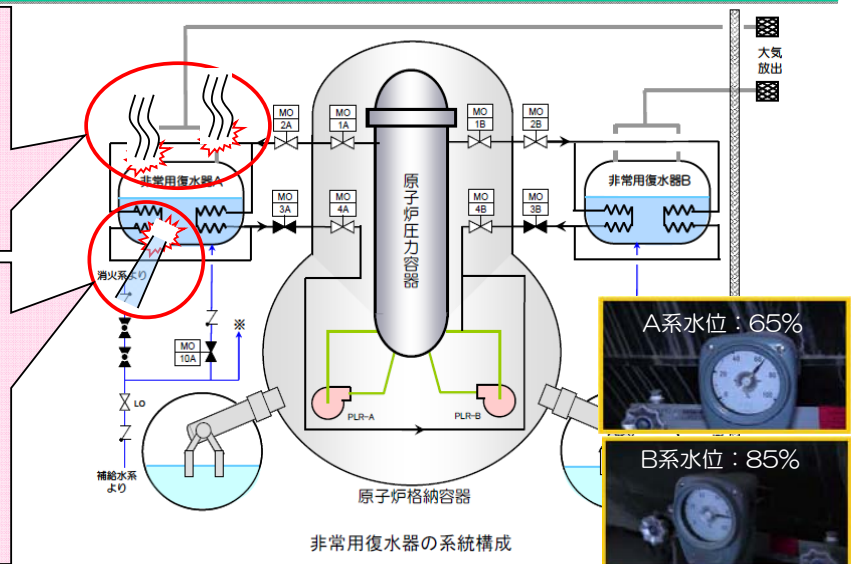 大気
放出
MO
2A
MO
1A
MO
1B
MO
2B
非常用復水器A
非常用復水器B
原子炉圧力容器
MO
3A
MO
4A
MO
4B
MO
3B
消火系より
※
MO
10A
LO
補給水系
より
PLR-A
PLR-B
原子炉格納容器
非常用復水器の系統構成
A系水位：65%
B系水位：85%